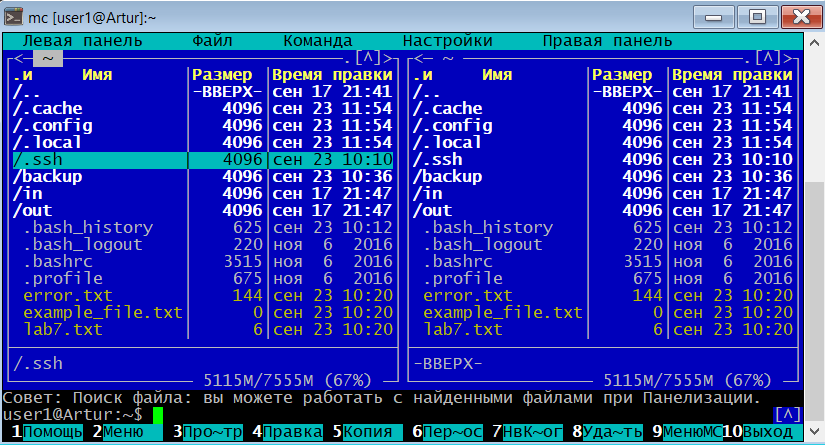 mc [user1@Artur]:~
Левая панель Файл Команда Настройки Правая панель
<─ ~ .[^]> <─ ~ .[^]>
.и Имя |Размер |Время правки .и Имя |Размер |Время правки
/.. |-ВВЕРХ-|сен 17 21:41 /.. |-ВВЕРХ-|сен 17 21:41
/.cache | 4096|сен 23 11:54 /.cache | 4096|сен 23 11:54
/.config | 4096|сен 23 11:54 /.config | 4096|сен 23 11:54
/.local | 4096|сен 23 11:54 /.local | 4096|сен 23 11:54
/.ssh | 4096|сен 23 10:10 /.ssh | 4096|сен 23 10:10
/backup | 4096|сен 23 10:36 /backup | 4096|сен 23 10:36
/in | 4096|сен 17 21:47 /in | 4096|сен 17 21:47
/out | 4096|сен 17 21:47 /out | 4096|сен 17 21:47
.bash_history | 625|сен 23 10:12 .bash_history | 625|сен 23 10:12
.bash_logout | 220|ноя 6 2016 .bash_logout | 220|ноя 6 2016
.bashrc | 3515|ноя 6 2016 .bashrc | 3515|ноя 6 2016
.profile | 675|ноя 6 2016 .profile | 675|ноя 6 2016
error.txt | 144|сен 23 10:20 error.txt | 144|сен 23 10:20
example_file.txt| 0|сен 23 10:20 example_file.txt| 0|сен 23 10:20
lab7.txt | 6|сен 23 10:20 lab7.txt | 6|сен 23 10:20
/.ssh -ВВЕРХ-
5115M/7555M (67%) 5115M/7555M (67%)
Совет: Поиск файла: вы можете работать с найденными файлами при Панелизации.
user1@Artur:~$ [^]
1Помощь 2Меню 3Про~тр 4Правка 5Копия 6Пер~ос 7НвК~ог 8Уда~ть 9МенюMC10Выход